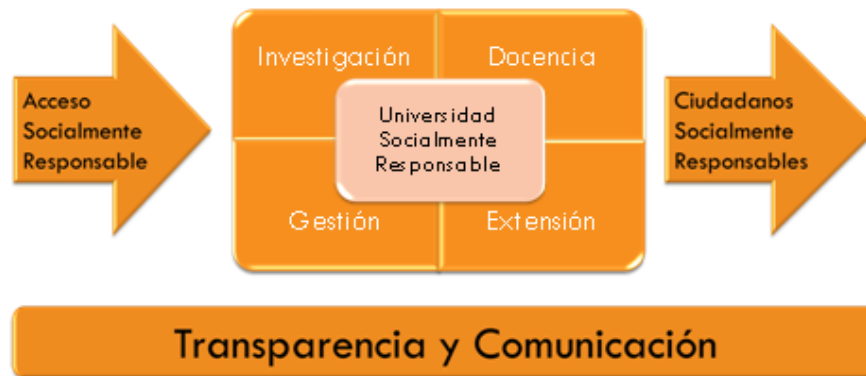 Acceso
Socialmente
Responsable
Investigación
Docencia
Universidad
Socialmente
Responsable
Gestión
Extensión
Ciudadanos
Socialmente
Responsables
Transparencia y Comunicación